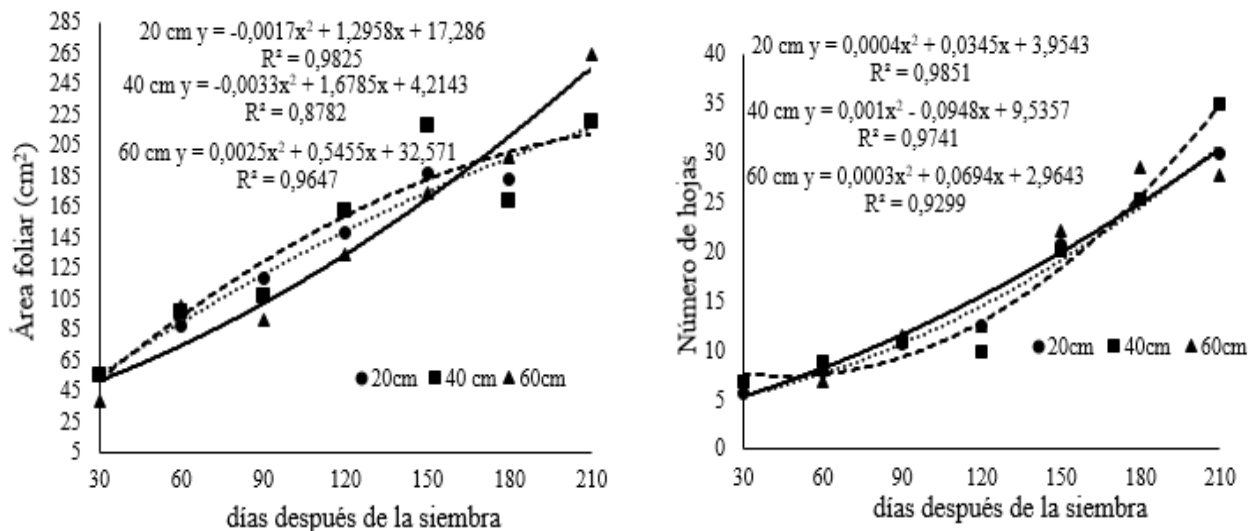 285
265
245
225
205
185
165
145
125
105
85
65
45
25
5
Área foliar (cm²)
20 cm y = -0,0017x² + 1,2958x + 17,286
R² = 0,9825
40 cm y = -0,0033x² + 1,6785x + 4,2143
R² = 0,8782
60 cm y = 0,0025x² + 0,5455x + 32,571
R² = 0,9647
20cm 40 cm 60cm
30 60 90 120 150 180 210
días después de la siembra
40
35
30
25
20
15
10
5
0
Número de hojas
20 cm y = 0,0004x² + 0,0345x + 3,9543
R² = 0,9851
40 cm y = 0,001x² - 0,0948x + 9,5357
R² = 0,9741
60 cm y = 0,0003x² + 0,0694x + 2,9643
R² = 0,9299
20cm 40cm 60cm
30 60 90 120 150 180 210
días después de la siembra